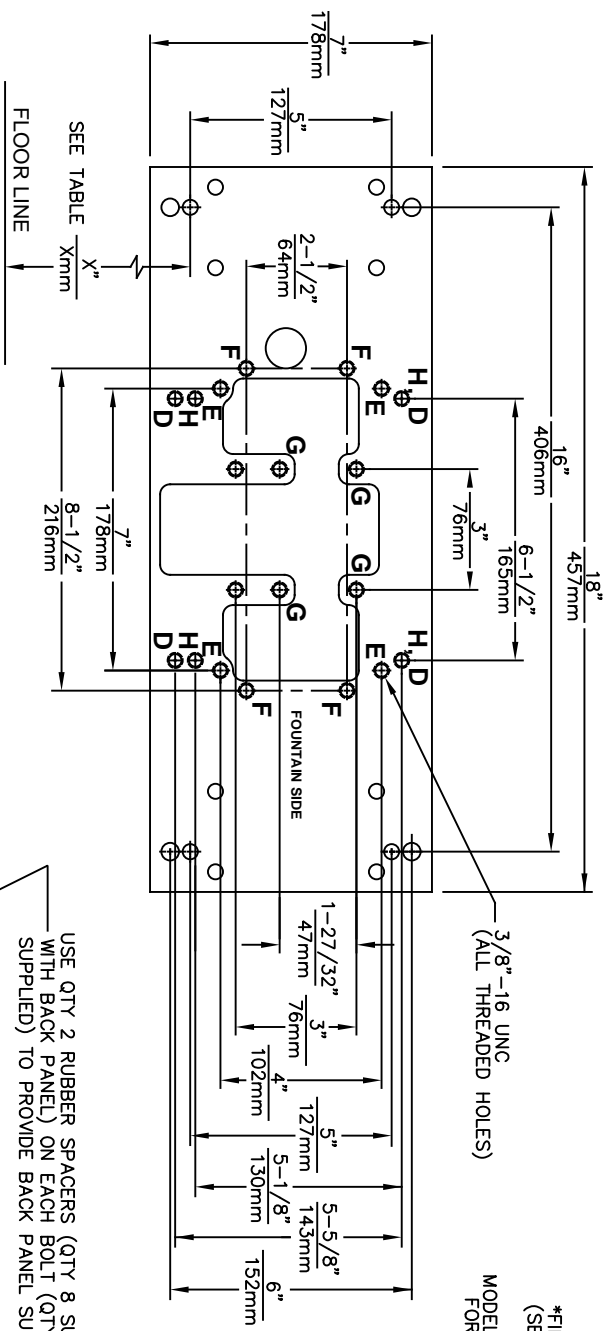 *FI
(SE
MODEL
FOR
18"
457mm
16"
406mm
3/8"-16 UNC
(ALL THREADED HOLES)
6-1/2"
165mm
3"
76mm
7"
178mm
5"
127mm
2-1/2"
64mm
H, D
H, D
E
E
G
G
F
F
G
G
F
F
E
E
H
H
D
D
FOUNTAIN SIDE
1-27/32"
47mm
3"
76mm
4"
102mm
5"
127mm
5-1/8"
130mm
5-5/8"
143mm
6"
152mm
7"
178mm
8-1/2"
216mm
SEE TABLE
X"
Xmm
FLOOR LINE
USE QTY 2 RUBBER SPACERS (QTY 8 SU
WITH BACK PANEL) ON EACH BOLT (QTY
SUPPLIED) TO PROVIDE BACK PANEL SU